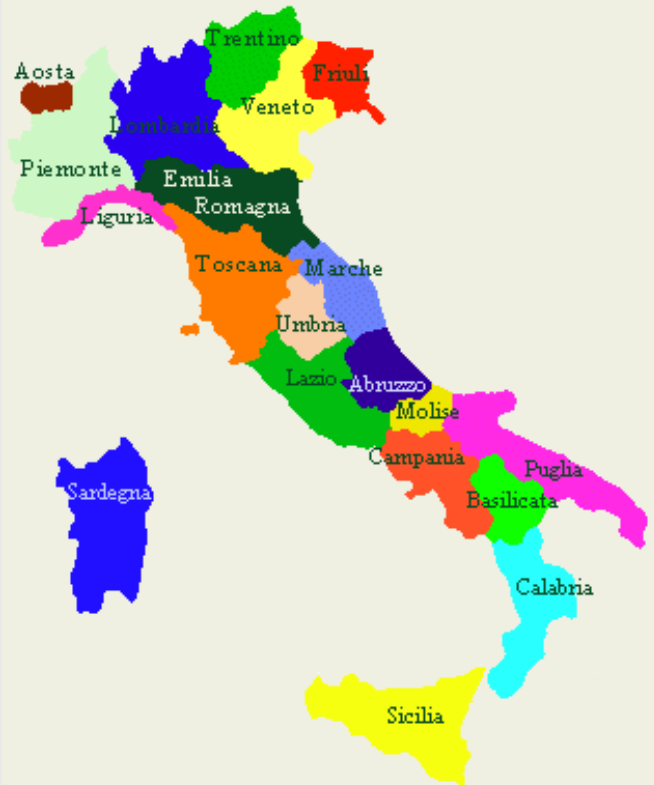 Trentino
Aosta
Friuli
Veneto
Lombardia
Piemonte
Emilia
Romagna
Liguria
Toscana
Marche
Umbria
Lazio
Abruzzo
Molise
Campania
Puglia
Sardegna
Basilicata
Calabria
Sicilia